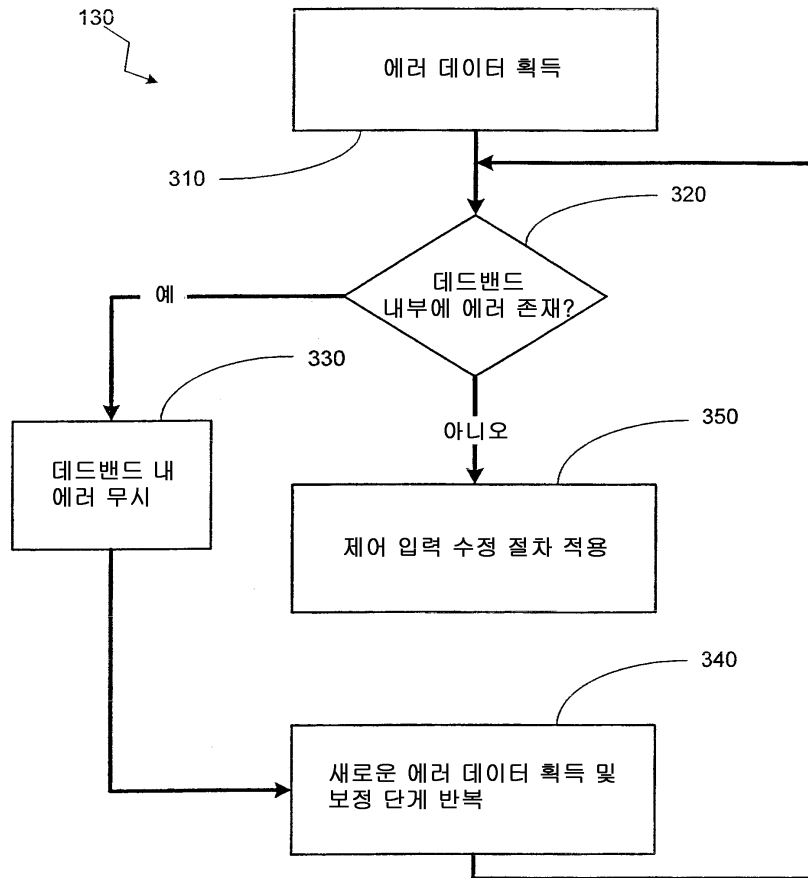 130
에러 데이터 획득
310
320
데드밴드
내부에 에러 존재?
예
330
아니오
350
데드밴드 내
에러 무시
제어 입력 수정 절차 적용
340
새로운 에러 데이터 획득 및
보정 단게 반복